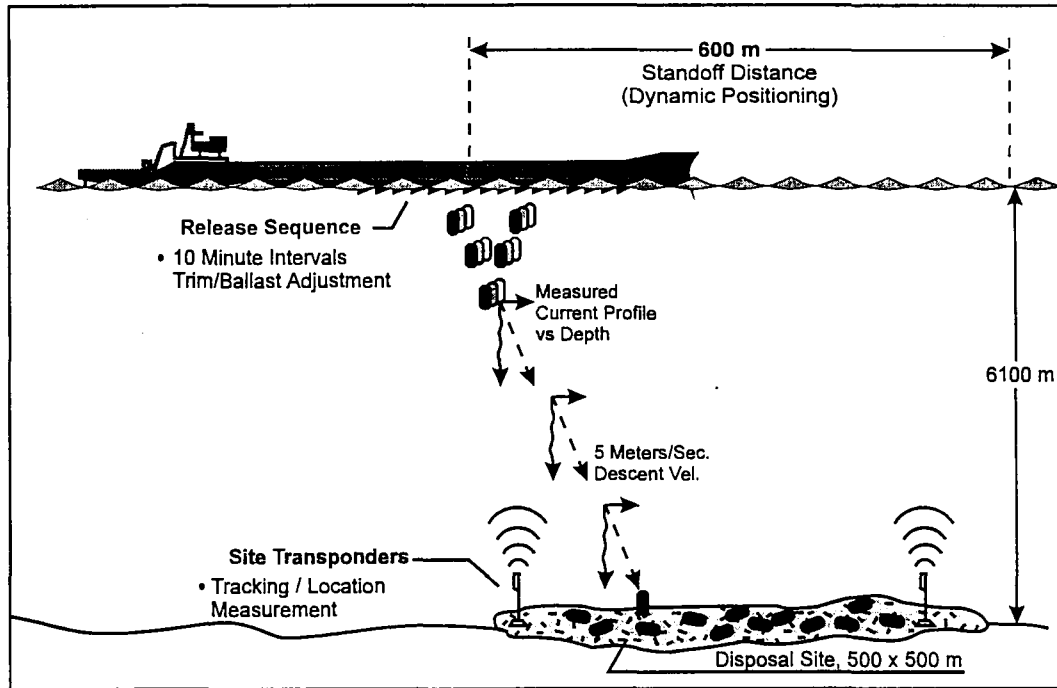 600 m
Standoff Distance
(Dynamic Positioning)
Release Sequence
• 10 Minute Intervals
Trim/Ballast Adjustment
Measured
Current Profile
vs Depth
6100 m
5 Meters/Sec.
Descent Vel.
Site Transponders
• Tracking / Location
Measurement
Disposal Site, 500 x 500 m